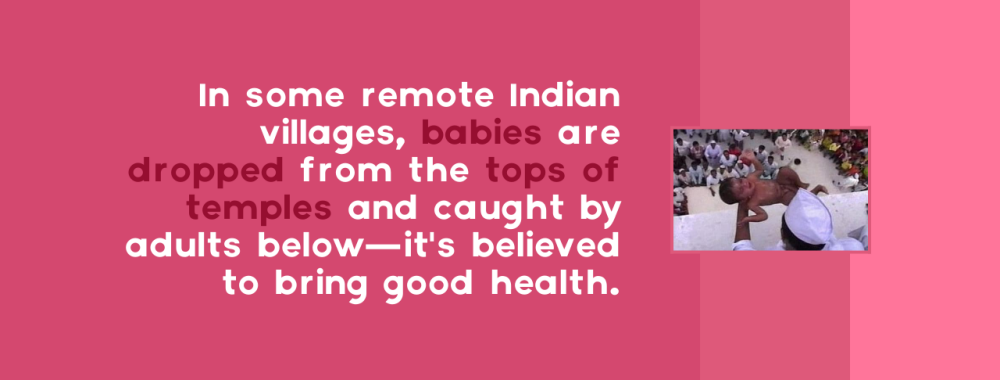 In some remote Indian
villages, babies are
dropped from the tops of
temples and caught by
adults below—it's believed
to bring good health.